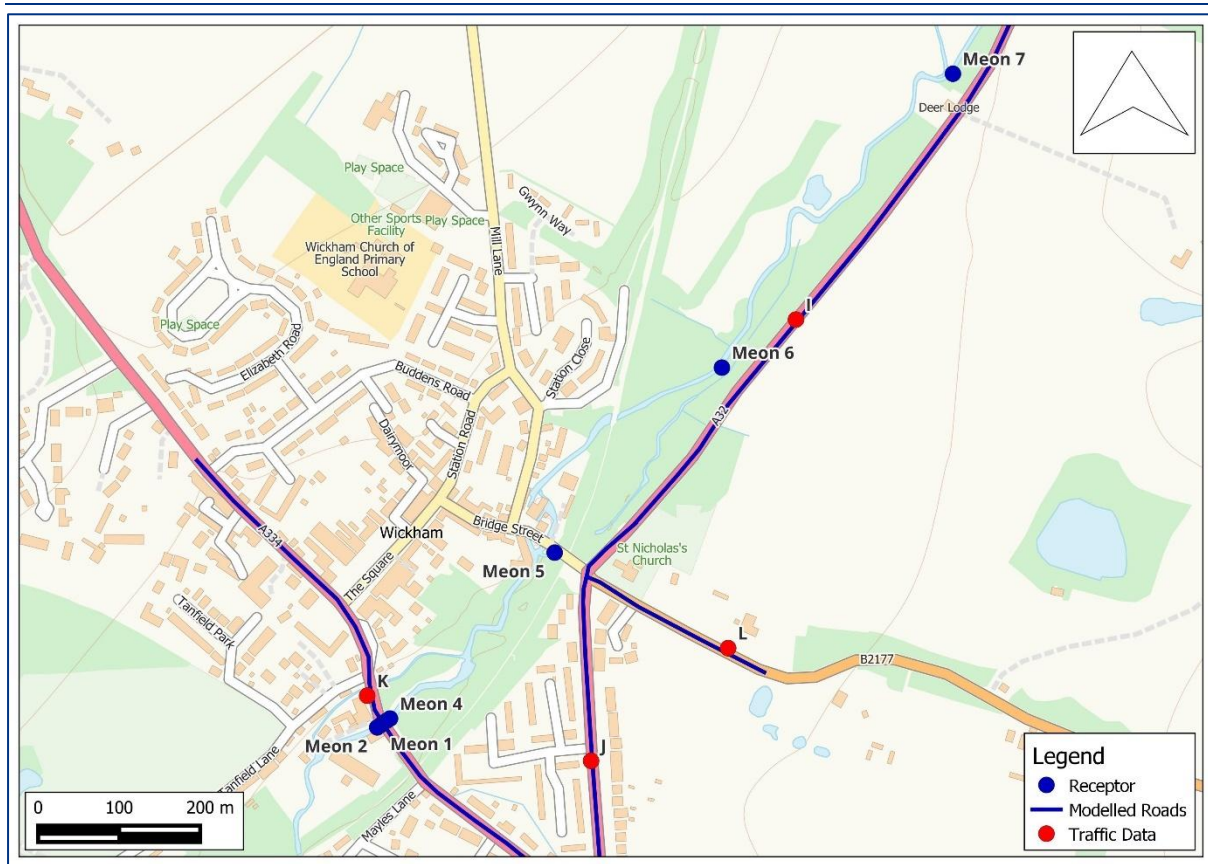 Meon 7
Deer Lodge
Play Space
Gwynn Way
Other Sports
Facility
Play Space
Wickham Church of
England Primary
School
Mill Lane
I
Play Space
Elizabeth Road
Station Close
Meon 6
Buddens Road
A32
Dairymoor
Station Road
Wickham
Bridge Street
A334
St Nicholas's
Church
Meon 5
The Square
Tanfield Park
L
B2177
K
Meon 4
Meon 2
Meon 1
J
Tanfield Lane
Mayles Lane
Legend
Receptor
Modelled Roads
Traffic Data
0 100 200 m